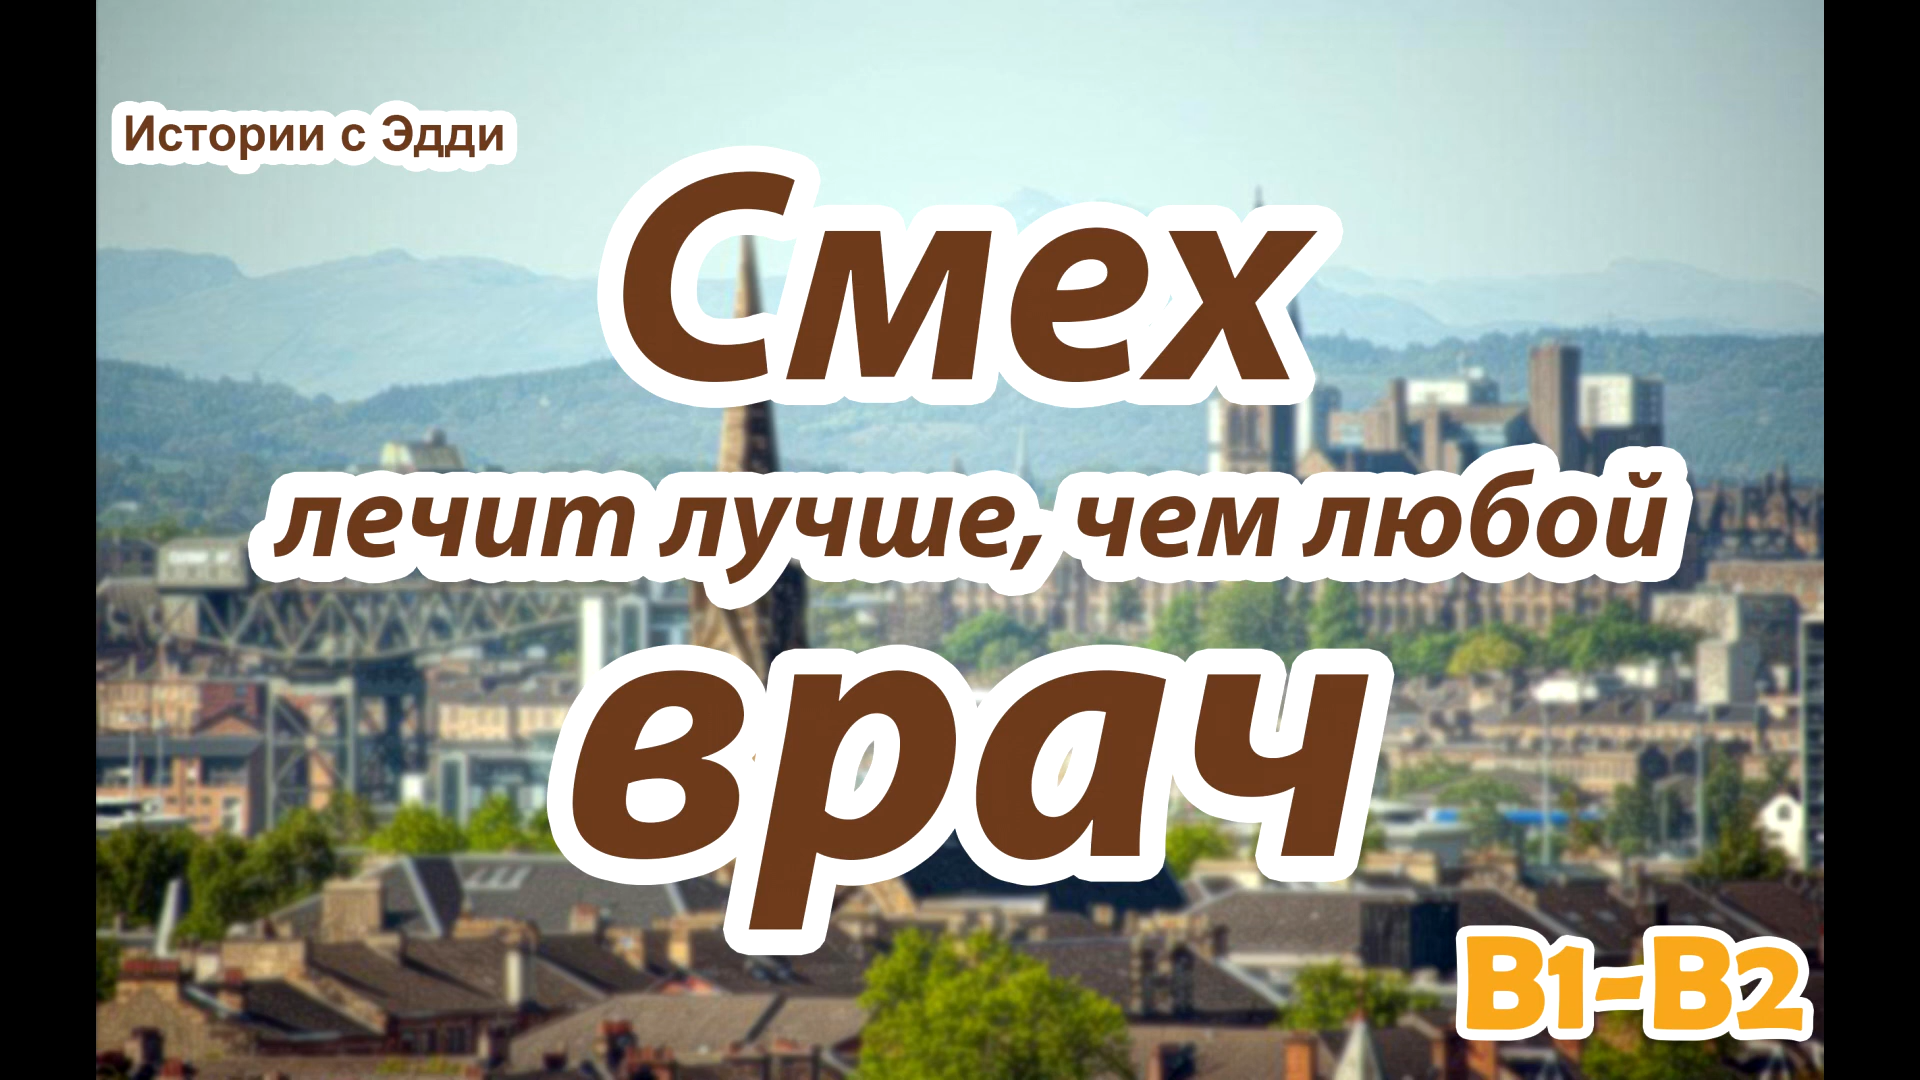 Истории с Эдди
Смех
лечит лучше, чем любой
врач
B1-B2